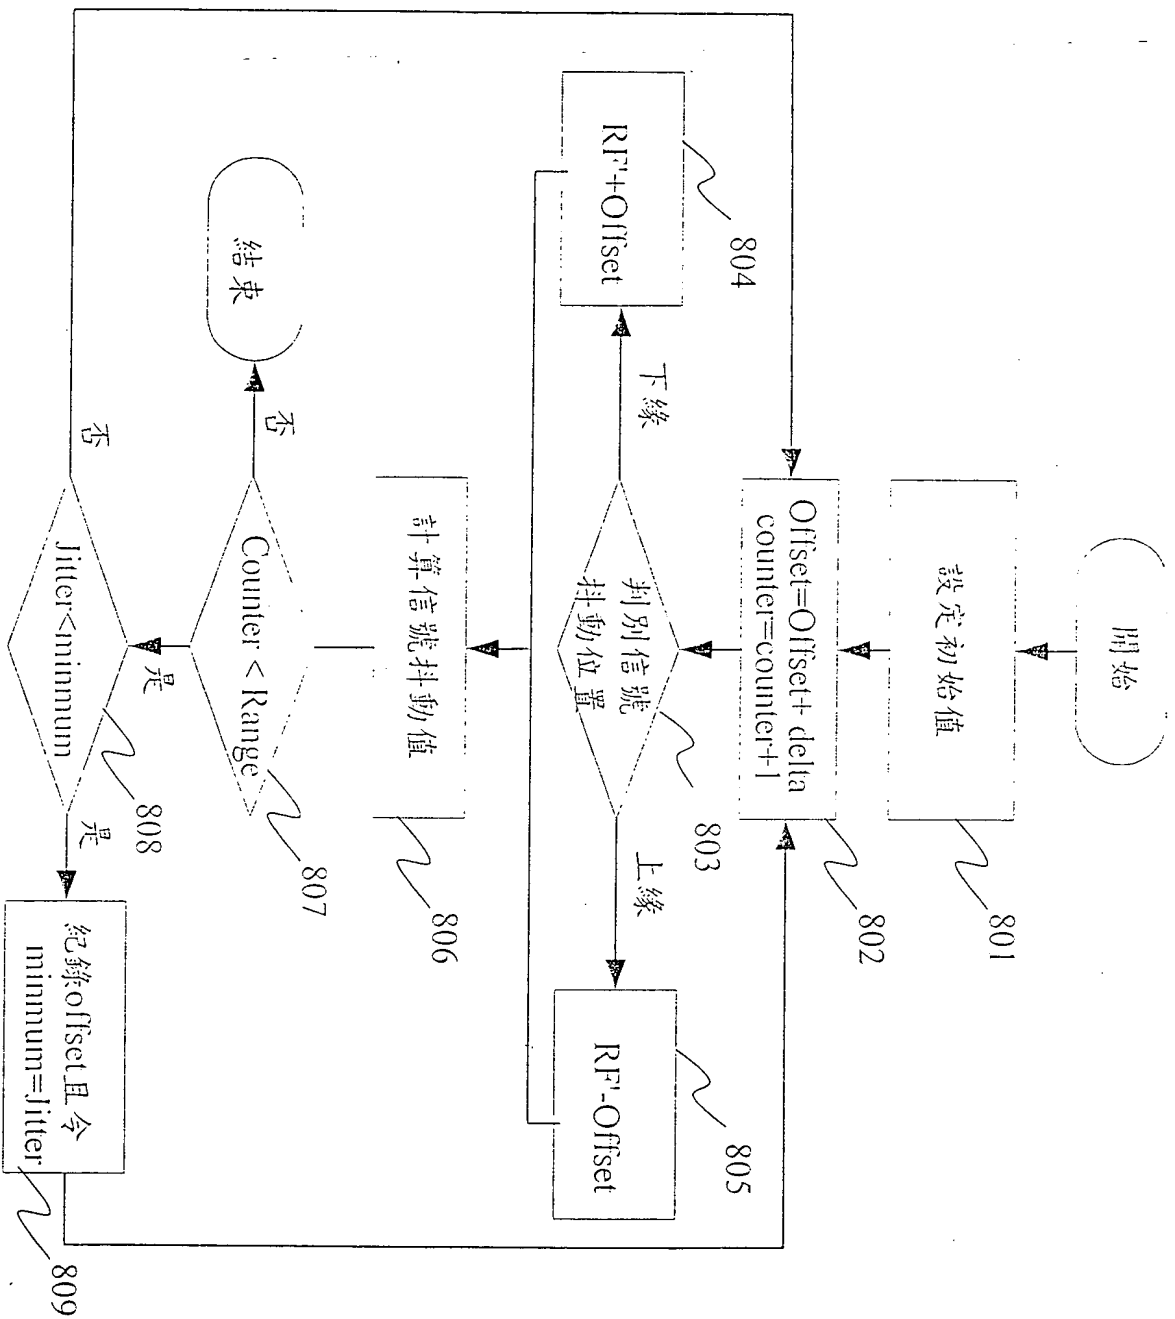 開始
設定初始值
801
Offset=Offset+ delta
counter=counter+1
802
判別信號
抖動位置
803
下緣
上緣
RF'+Offset
804
RF'-Offset
805
計算信號抖動值
806
Counter < Range
807
否
結束
是
Jitter<minmum
808
否
是
紀錄offset且令
minmum=Jitter
809